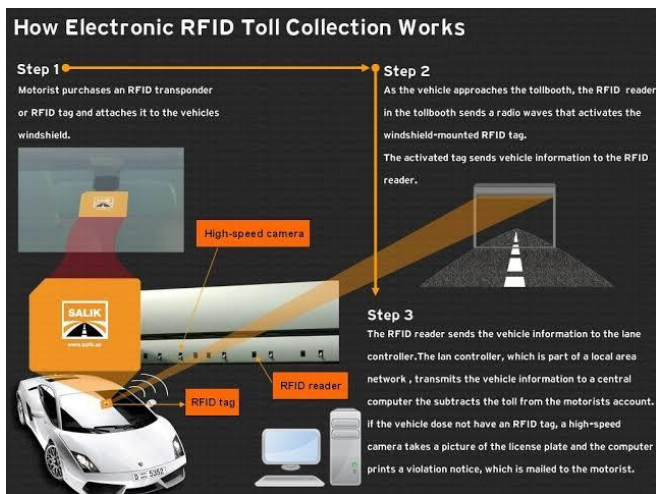 How Electronic RFID Toll Collection Works
Step 1
Motorist purchases an RFID transponder
or RFID tag and attaches it to the vehicles
windshield.
Step 2
As the vehicle approaches the tollbooth, the RFID reader
in the tollbooth sends a radio waves that activates the
windshield-mounted RFID tag.
The activated tag sends vehicle information to the RFID
reader.
High-speed camera
SALIK
RFID reader
RFID tag
Step 3
The RFID reader sends the vehicle information to the lane
controller.The lan controller, which is part of a local area
network , transmits the vehicle information to a central
computer the subtracts the toll from the motorists account.
if the vehicle dose not have an RFID tag, a high-speed
camera takes a picture of the license plate and the computer
prints a violation notice, which is mailed to the motorist.